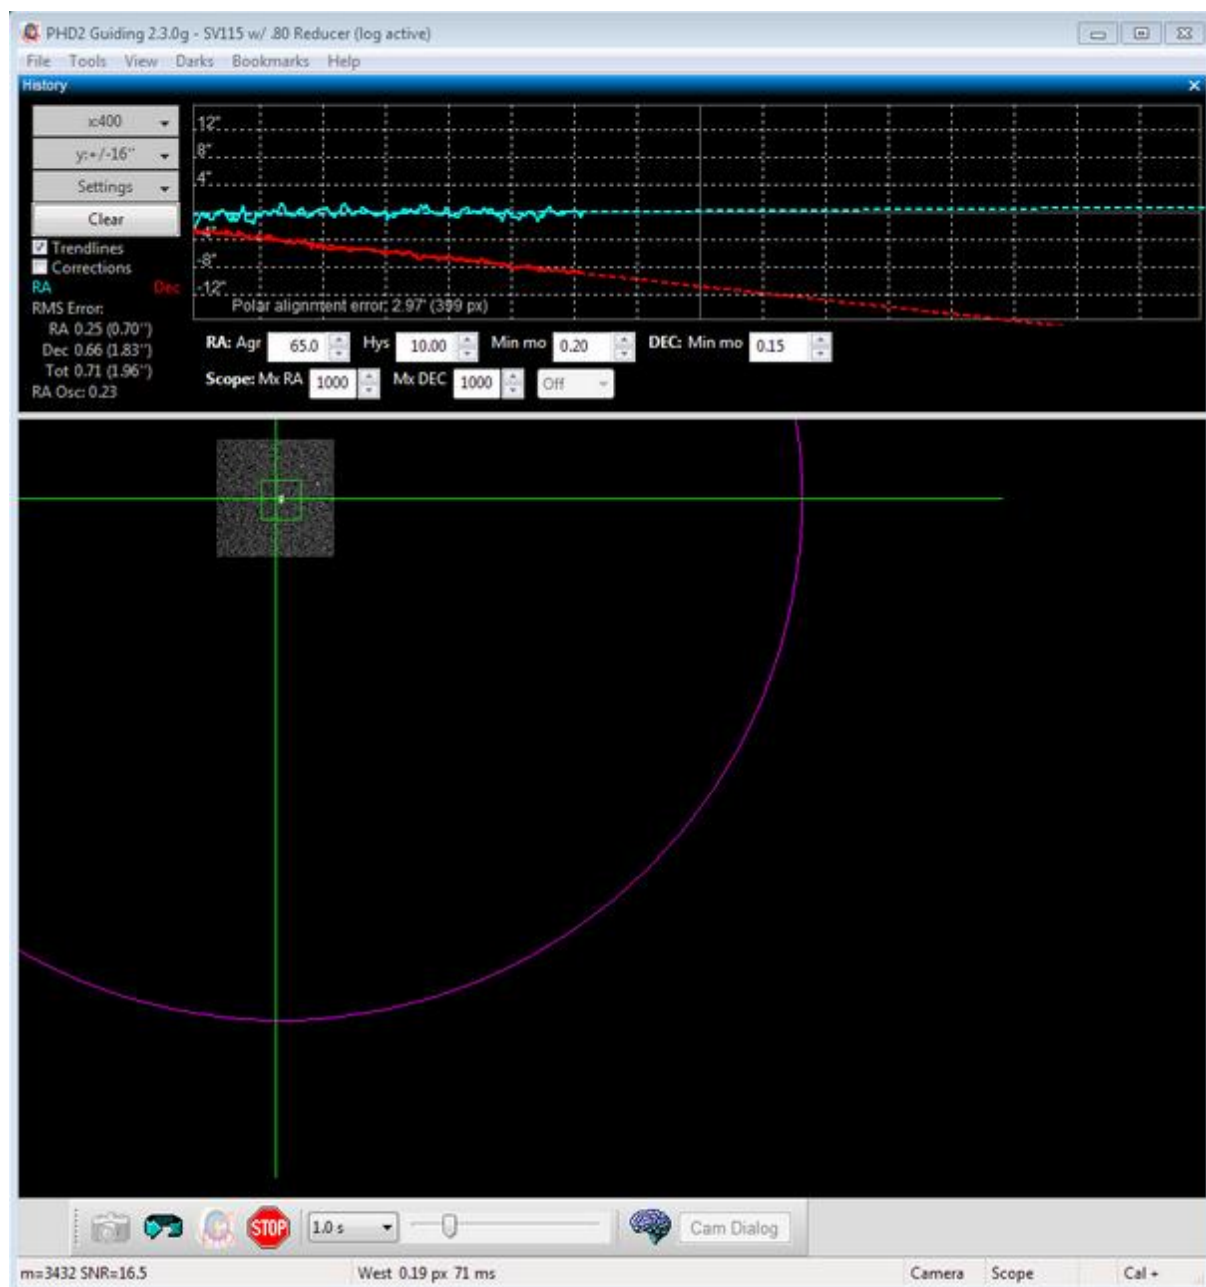 PHD2 Guiding 2.3.0g - SV115 w/ .80 Reducer (log active)
File Tools View Darks Bookmarks Help
History
x:400
y:+/-16"
Settings
Clear
Trendlines
Corrections
RA Dec
RMS Error:
RA 0.25 (0.70")
Dec 0.66 (1.83")
Tot 0.71 (1.96")
RA Osc: 0.23
12"
8"
4"
-4"
-8"
-12"
Polar alignment error: 2.97' (399 px)
RA: Agr 65.0 Hys 10.00 Min mo 0.20 DEC: Min mo 0.15
Scope: Mx RA 1000 Mx DEC 1000 Off
STOP 1.0 s Cam Dialog
m=3432 SNR=16.5 West 0.19 px 71 ms Camera Scope Cal +